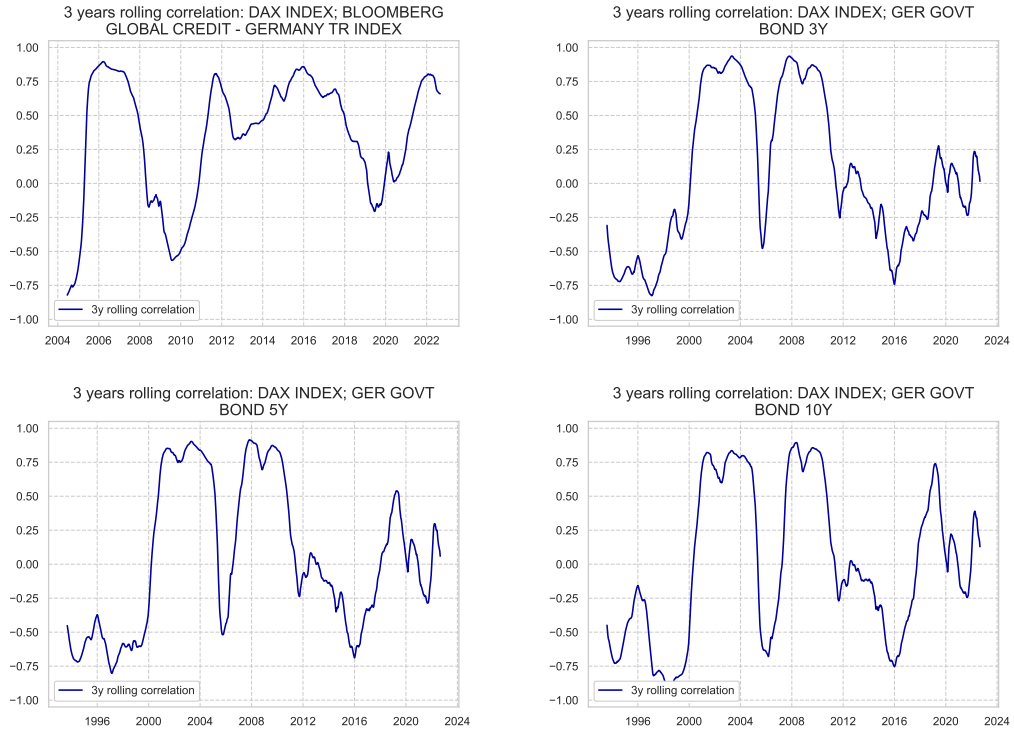 3 years rolling correlation: DAX INDEX; BLOOMBERG
GLOBAL CREDIT - GERMANY TR INDEX
1.00
0.75
0.50
0.25
0.00
−0.25
−0.50
−0.75
−1.00
3y rolling correlation
2004 2006 2008 2010 2012 2014 2016 2018 2020 2022
3 years rolling correlation: DAX INDEX; GER GOVT
BOND 3Y
1.00
0.75
0.50
0.25
0.00
−0.25
−0.50
−0.75
−1.00
3y rolling correlation
1996 2000 2004 2008 2012 2016 2020 2024
3 years rolling correlation: DAX INDEX; GER GOVT
BOND 5Y
1.00
0.75
0.50
0.25
0.00
−0.25
−0.50
−0.75
−1.00
3y rolling correlation
1996 2000 2004 2008 2012 2016 2020 2024
3 years rolling correlation: DAX INDEX; GER GOVT
BOND 10Y
1.00
0.75
0.50
0.25
0.00
−0.25
−0.50
−0.75
−1.00
3y rolling correlation
1996 2000 2004 2008 2012 2016 2020 2024